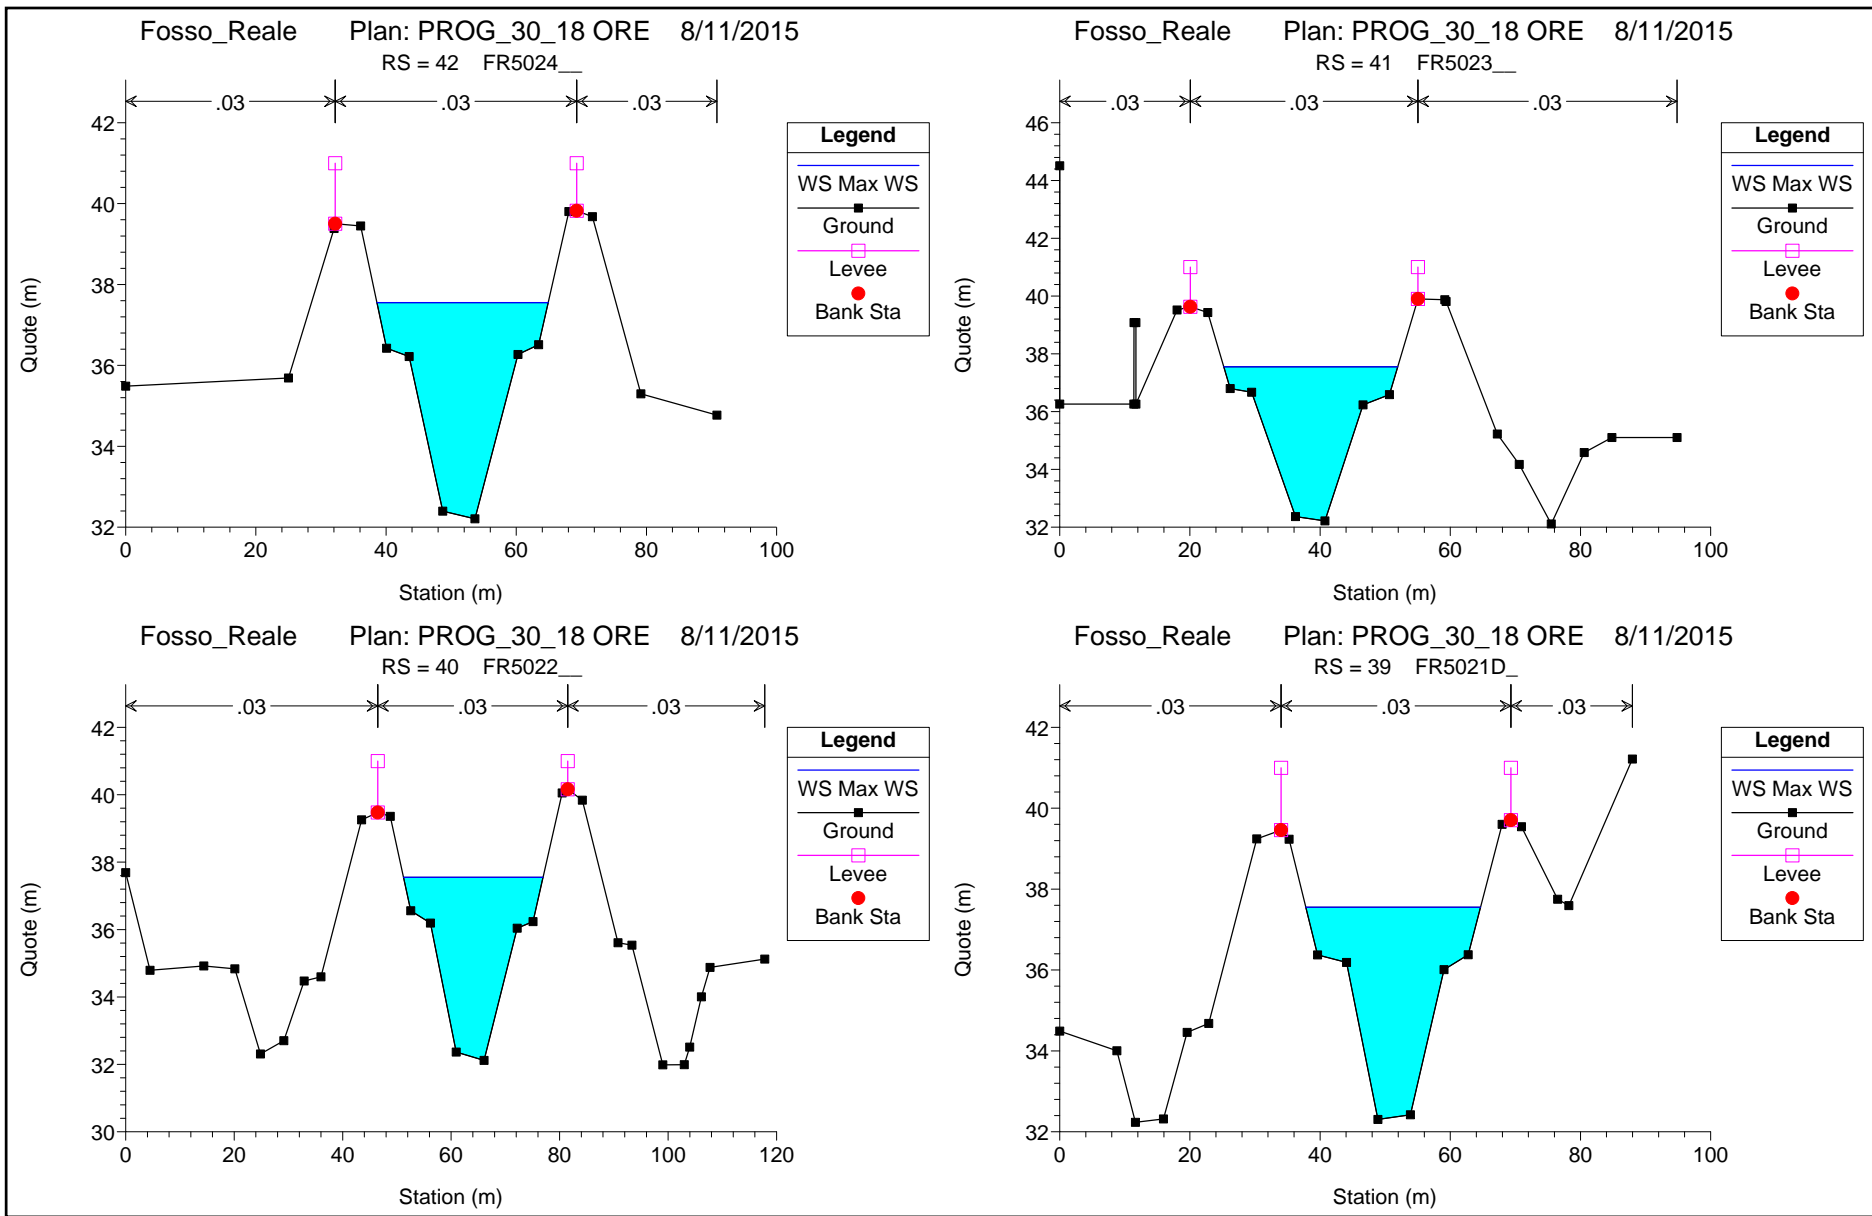 Fosso_Reale Plan: PROG_30_18 ORE 8/11/2015
RS = 42 FR5024__
.03 .03 .03
42
40
38
36
34
32
0 20 40 60 80 100
Quote (m)
Station (m)
Legend
WS Max WS
Ground
Levee
Bank Sta
Fosso_Reale Plan: PROG_30_18 ORE 8/11/2015
RS = 41 FR5023__
.03 .03 .03
46
44
42
40
38
36
34
32
0 20 40 60 80 100
Quote (m)
Station (m)
Legend
WS Max WS
Ground
Levee
Bank Sta
Fosso_Reale Plan: PROG_30_18 ORE 8/11/2015
RS = 40 FR5022__
.03 .03 .03
42
40
38
36
34
32
30
0 20 40 60 80 100 120
Quote (m)
Station (m)
Legend
WS Max WS
Ground
Levee
Bank Sta
Fosso_Reale Plan: PROG_30_18 ORE 8/11/2015
RS = 39 FR5021D_
.03 .03 .03
42
40
38
36
34
32
0 20 40 60 80 100
Quote (m)
Station (m)
Legend
WS Max WS
Ground
Levee
Bank Sta